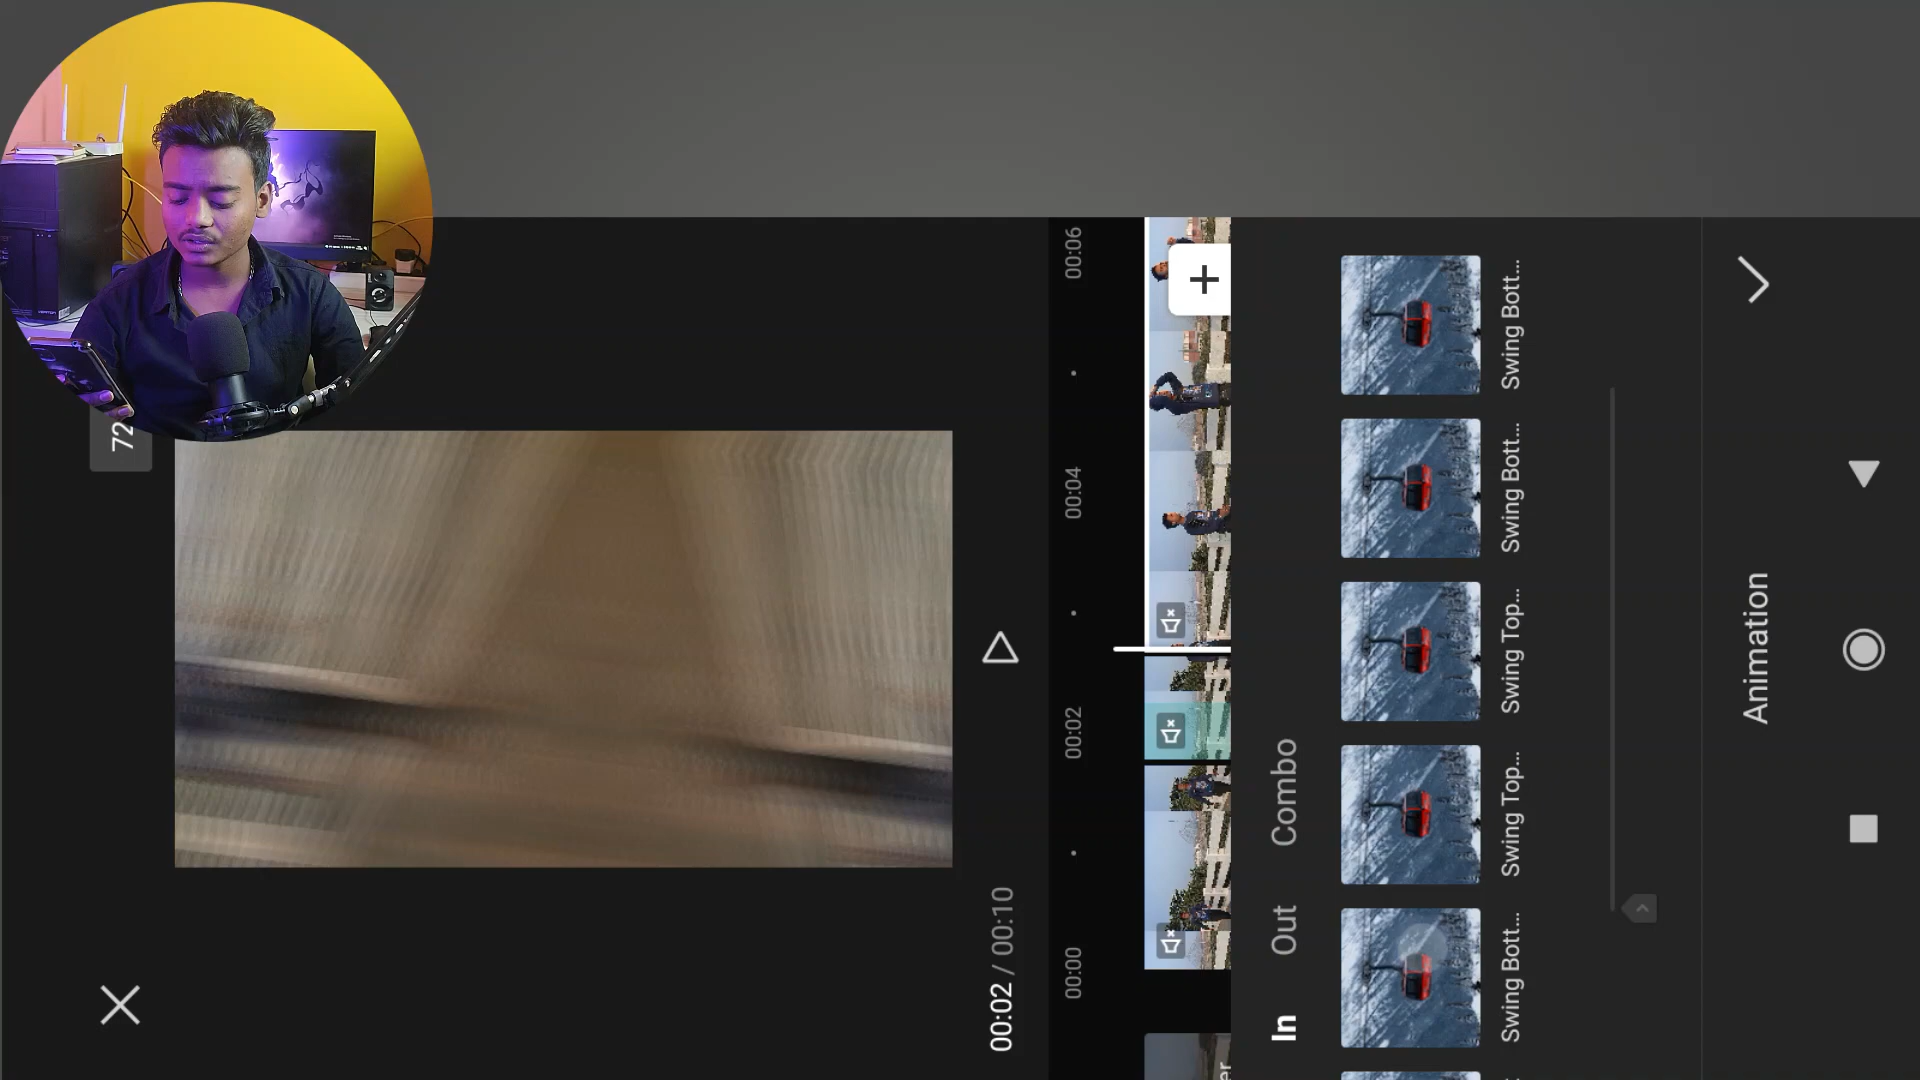 72
00:02 / 00:10
00:00
00:02
00:04
00:06
In
Out
Combo
Swing Bott...
Swing Top...
Swing Top...
Swing Bott...
Swing Bott...
Animation